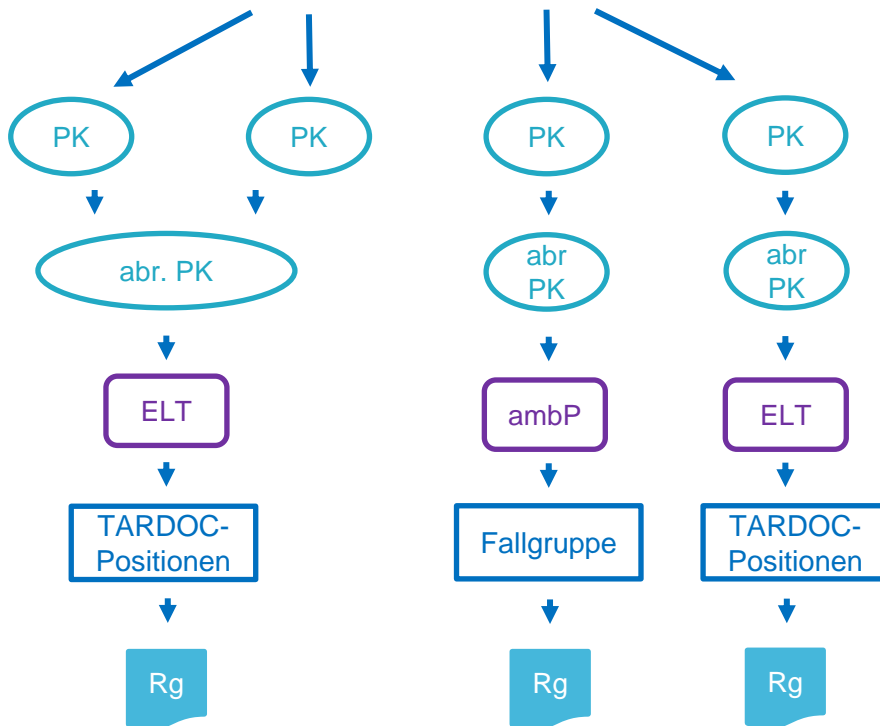 PK
PK
PK
PK
abr. PK
abr
PK
abr
PK
ELT
ambP
ELT
TARDOC-
Positionen
Fallgruppe
TARDOC-
Positionen
Rg
Rg
Rg